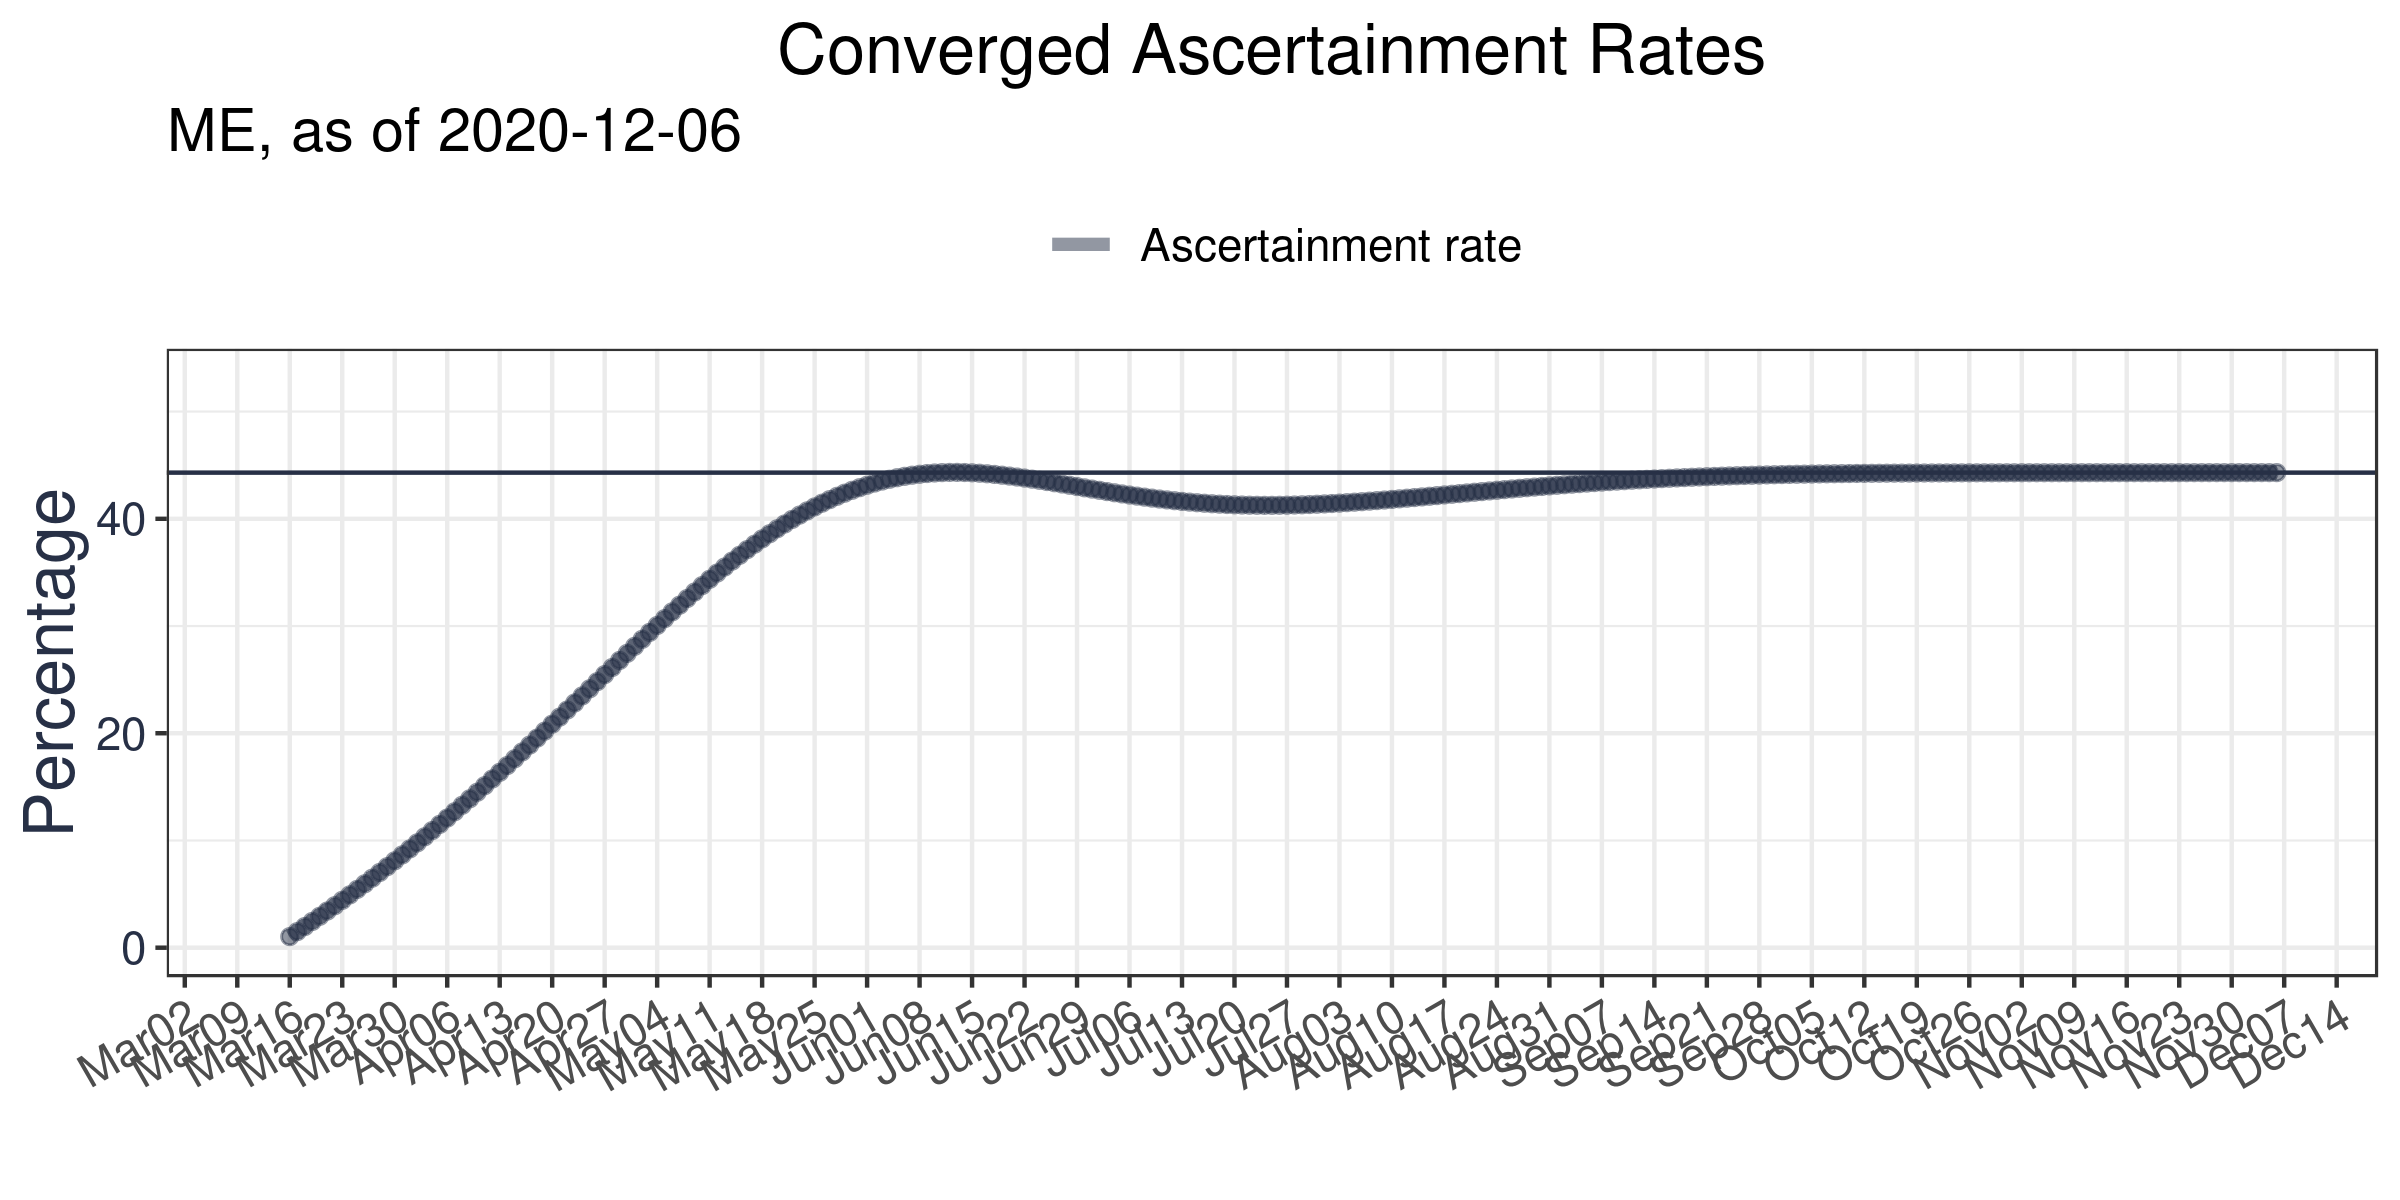 Converged Ascertainment Rates
ME, as of 2020-12-06
Ascertainment rate
Percentage
40
20
0
Mar02 Mar09 Mar16 Mar23 Mar30 Apr06 Apr13 Apr20 Apr27 May04 May11 May18 May25 Jun01 Jun08 Jun15 Jun22 Jun29 Jul06 Jul13 Jul20 Jul27 Aug03 Aug10 Aug17 Aug24 Aug31 Sep07 Sep14 Sep21 Sep28 Oct05 Oct12 Oct19 Oct26 Nov02 Nov09 Nov16 Nov23 Nov30 Dec07 Dec14